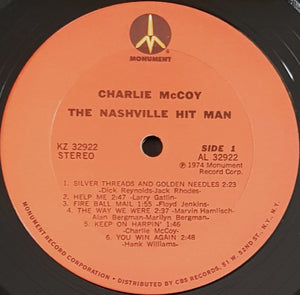 MONUMENT
CHARLIE McCOY
THE NASHVILLE HIT MAN
KZ 32922
STEREO
SIDE 1
AL 32922
℗ 1974 Monument
Record Corp.
1. SILVER THREADS AND GOLDEN NEEDLES 2:23
-Dick Reynolds-Jack Rhodes-
2. HELP ME 2:47 -Larry Gatlin-
3. FIRE BALL MAIL 1:55 -Floyd Jenkins-
4. THE WAY WE WERE 2:37 -Marvin Hamlisch-
Alan Bergman-Marilyn Bergman-
5. KEEP ON HARPIN' 1:46
-Charlie McCoy-
6. YOU WIN AGAIN 2:48
-Hank Williams-
MONUMENT RECORD CORPORATION · DISTRIBUTED BY CBS RECORDS, 51 W. 52ND ST., N.Y., N.Y.